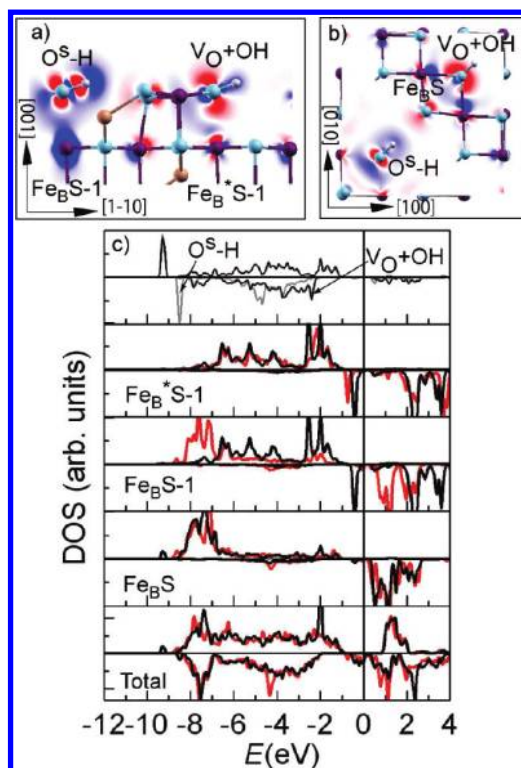 a)
O^S-H
V_O+OH
[001]
Fe_BS-1
Fe_B*S-1
[1-10]
b)
V_O+OH
Fe_BS
[010]
O^S-H
[100]
c)
O^S-H
V_O+OH
Fe_B*S-1
Fe_BS-1
Fe_BS
Total
DOS (arb. units)
-12 -10 -8 -6 -4 -2 0 2 4
E(eV)